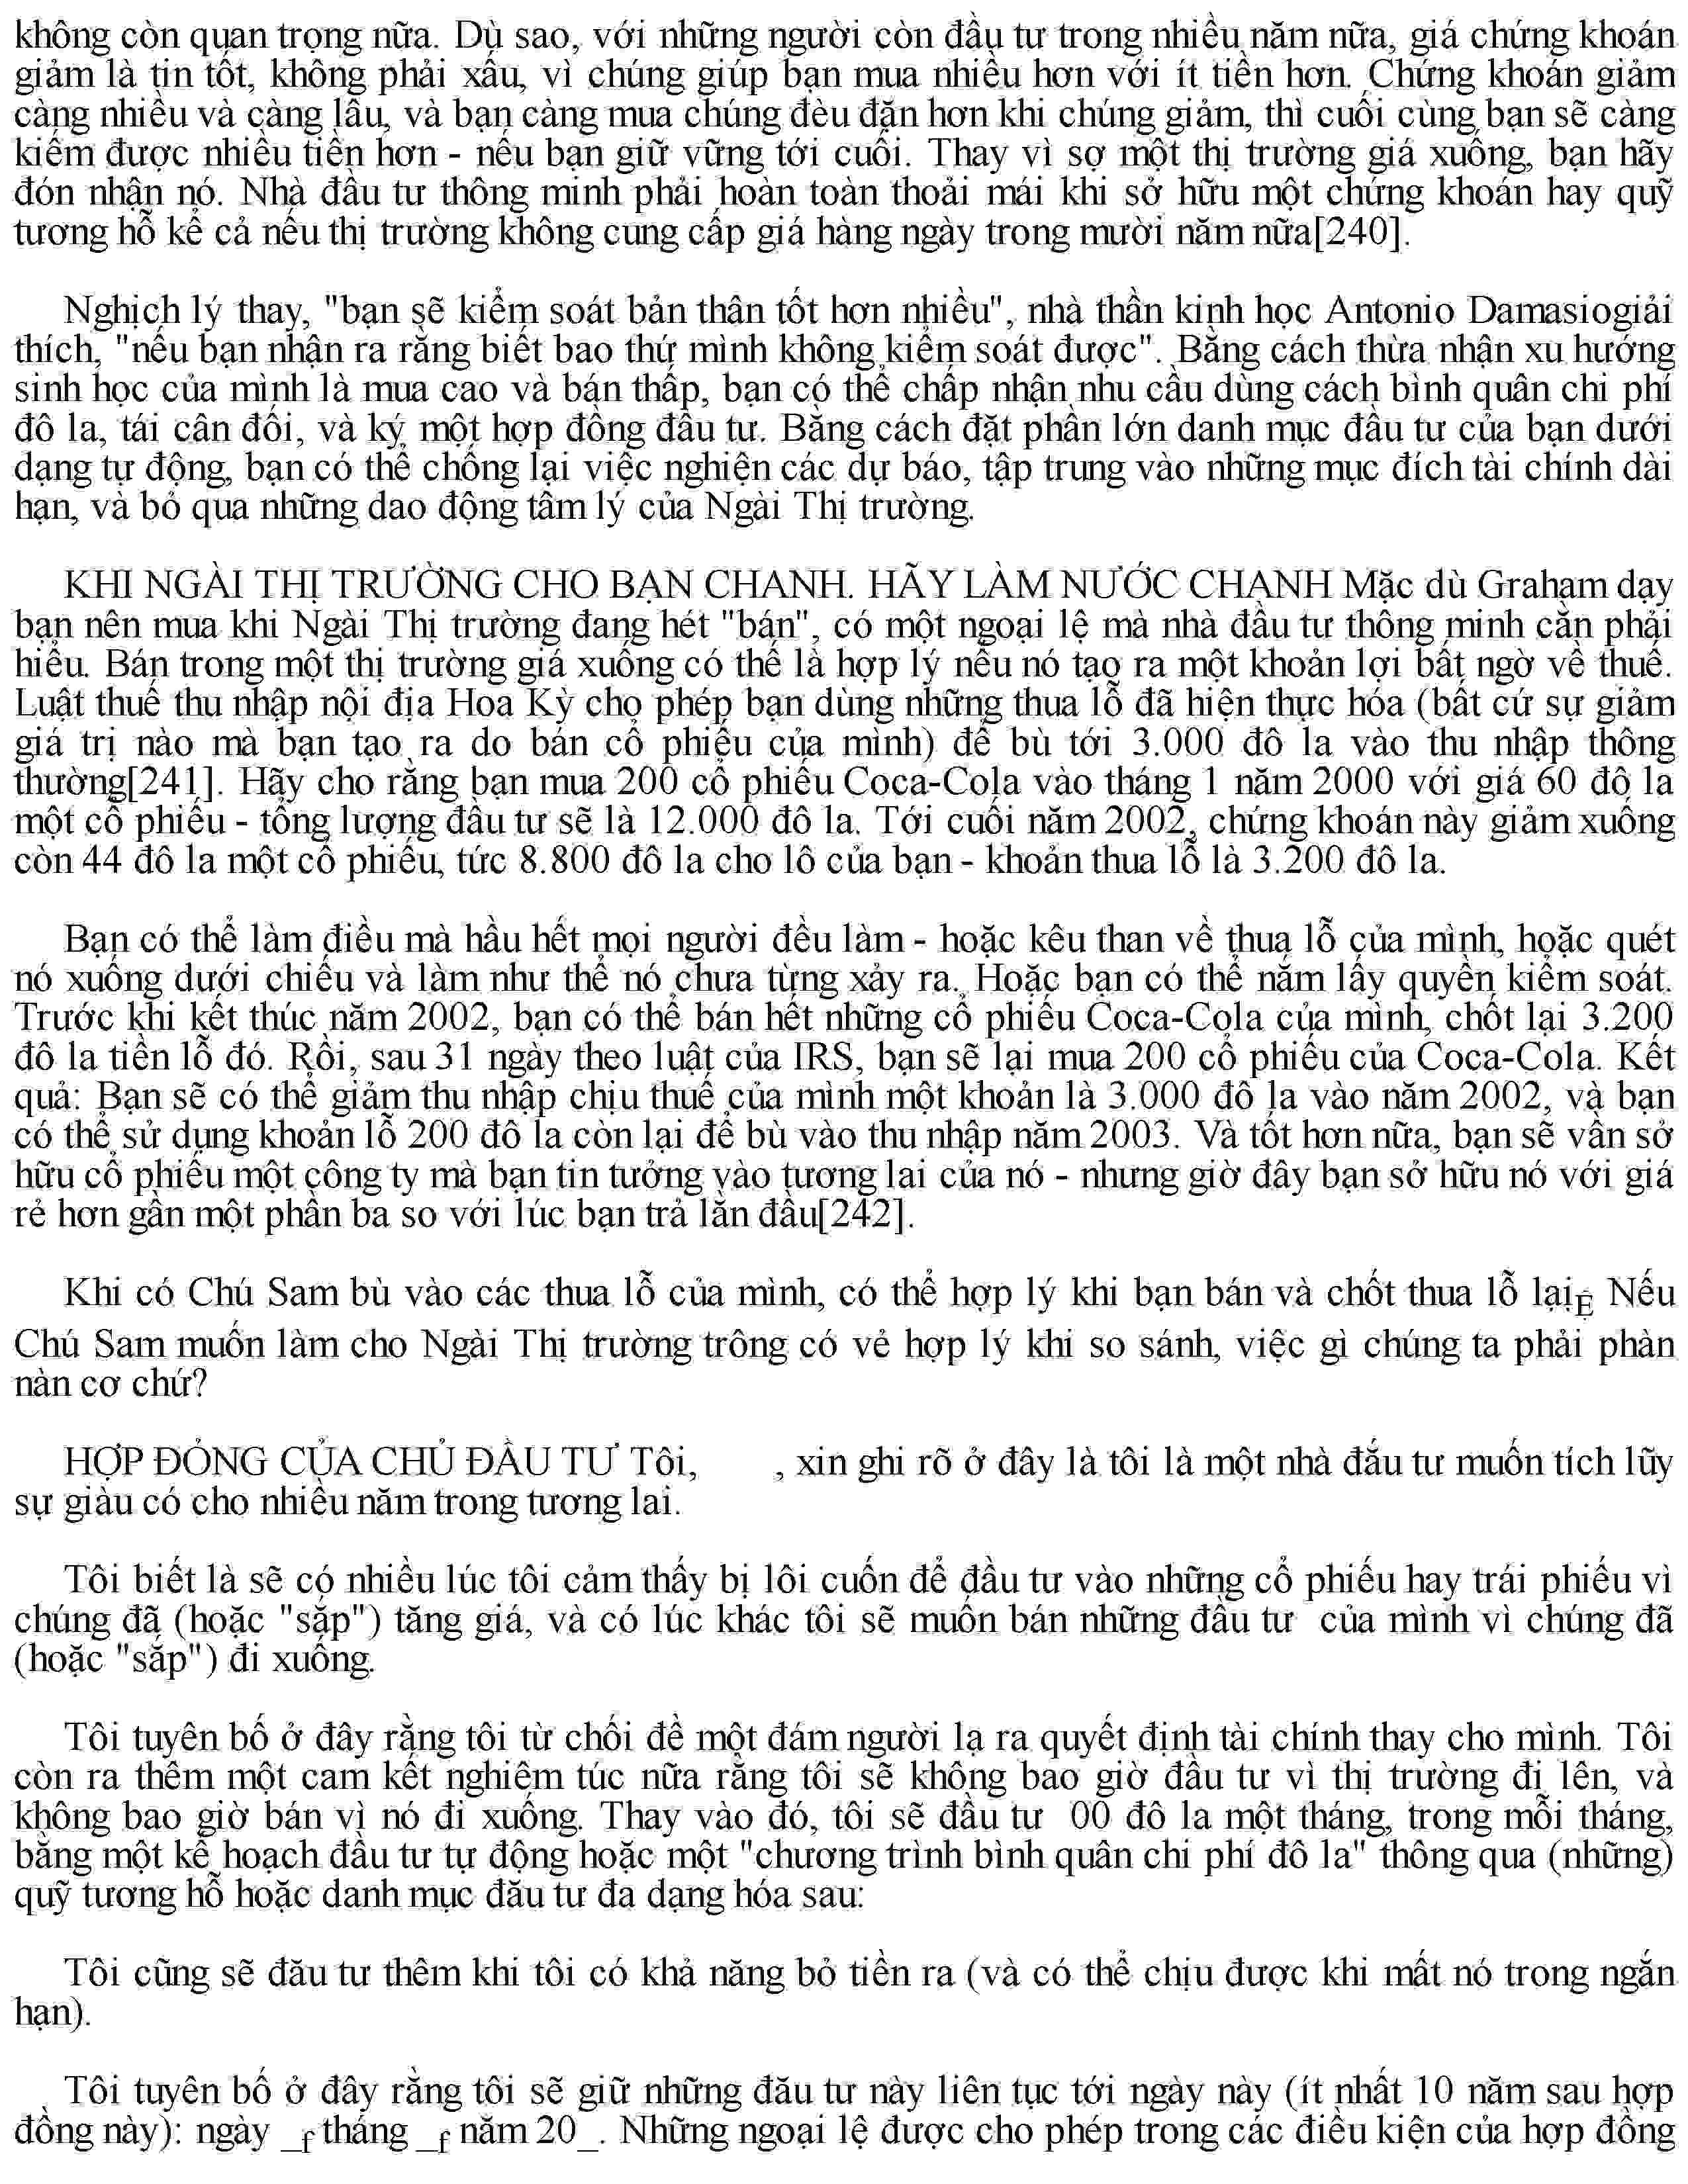 không còn quan trọng nữa. Dù sao, với những người còn đầu tư trong nhiều năm nữa, giá chứng khoán
giảm là tin tốt, không phải xấu, vì chúng giúp bạn mua nhiều hơn với ít tiền hơn. Chứng khoán giảm
càng nhiều và càng lâu, và bạn càng mua chúng đèu đặn hơn khi chúng giảm, thì cuối cùng bạn sẽ càng
kiếm được nhiều tiền hơn - nếu bạn giữ vững tới cuối. Thay vì sợ một thị trường giá xuống, bạn hãy
đón nhận nó. Nhà đầu tư thông minh phải hoàn toàn thoải mái khi sở hữu một chứng khoán hay quỹ
tương hỗ kể cả nếu thị trường không cung cấp giá hàng ngày trong mười năm nữa[240].
Nghịch lý thay, "bạn sẽ kiểm soát bản thân tốt hơn nhiều", nhà thần kinh học Antonio Damasiogiải
thích, "nếu bạn nhận ra rằng biết bao thứ mình không kiểm soát được". Bằng cách thừa nhận xu hướng
sinh học của mình là mua cao và bán thấp, bạn có thể chấp nhận nhu cầu dùng cách bình quân chi phí
đô la, tái cân đối, và ký một hợp đồng đầu tư. Bằng cách đặt phần lớn danh mục đầu tư của bạn dưới
dạng tự động, bạn có thể chống lại việc nghiện các dự báo, tập trung vào những mục đích tài chính dài
hạn, và bỏ qua những dao động tâm lý của Ngài Thị trường.
KHI NGÀI THỊ TRƯỜNG CHO BẠN CHANH. HÃY LÀM NƯỚC CHANH Mặc dù Graham dạy
bạn nên mua khi Ngài Thị trường đang hét "bán", có một ngoại lệ mà nhà đầu tư thông minh cần phải
hiểu. Bán trong một thị trường giá xuống có thể là hợp lý nếu nó tạo ra một khoản lợi bất ngờ về thuế.
Luật thuế thu nhập nội địa Hoa Kỳ cho phép bạn dùng những thua lỗ đã hiện thực hóa (bất cứ sự giảm
giá trị nào mà bạn tạo ra do bán cổ phiếu của mình) để bù tới 3.000 đô la vào thu nhập thông
thường[241]. Hãy cho rằng bạn mua 200 cổ phiếu Coca-Cola vào tháng 1 năm 2000 với giá 60 đô la
một cổ phiếu - tổng lượng đầu tư sẽ là 12.000 đô la. Tới cuối năm 2002, chứng khoán này giảm xuống
còn 44 đô la một cổ phiếu, tức 8.800 đô la cho lô của bạn - khoản thua lỗ là 3.200 đô la.
Bạn có thể làm điều mà hầu hết mọi người đều làm - hoặc kêu than về thua lỗ của mình, hoặc quét
nó xuống dưới chiếu và làm như thể nó chưa từng xảy ra. Hoặc bạn có thể nắm lấy quyền kiểm soát.
Trước khi kết thúc năm 2002, bạn có thể bán hết những cổ phiếu Coca-Cola của mình, chốt lại 3.200
đô la tiền lỗ đó. Rồi, sau 31 ngày theo luật của IRS, bạn sẽ lại mua 200 cổ phiếu của Coca-Cola. Kết
quả: Bạn sẽ có thể giảm thu nhập chịu thuế của mình một khoản là 3.000 đô la vào năm 2002, và bạn
có thể sử dụng khoản lỗ 200 đô la còn lại để bù vào thu nhập năm 2003. Và tốt hơn nữa, bạn sẽ vẫn sở
hữu cổ phiếu một công ty mà bạn tin tưởng vào tương lai của nó - nhưng giờ đây bạn sở hữu nó với giá
rẻ hơn gần một phần ba so với lúc bạn trả lần đầu[242].
Khi có Chú Sam bù vào các thua lỗ của mình, có thể hợp lý khi bạn bán và chốt thua lỗ lạiẸ Nếu
Chú Sam muốn làm cho Ngài Thị trường trông có vẻ hợp lý khi so sánh, việc gì chúng ta phải phàn
nàn cơ chứ?
HỢP ĐỎNG CỦA CHỦ ĐẦU TƯ Tôi, , xin ghi rõ ở đây là tôi là một nhà đắu tư muốn tích lũy
sự giàu có cho nhiều năm trong tương lai.
Tôi biết là sẽ có nhiều lúc tôi cảm thấy bị lôi cuốn để đầu tư vào những cổ phiếu hay trái phiếu vì
chúng đã (hoặc "sắp") tăng giá, và có lúc khác tôi sẽ muốn bán những đầu tư của mình vì chúng đã
(hoặc "sắp") đi xuống.
Tôi tuyên bố ở đây rằng tôi từ chối để một đám người lạ ra quyết định tài chính thay cho mình. Tôi
còn ra thêm một cam kết nghiêm túc nữa rằng tôi sẽ không bao giờ đầu tư vì thị trường đi lên, và
không bao giờ bán vì nó đi xuống. Thay vào đó, tôi sẽ đầu tư 00 đô la một tháng, trong mỗi tháng,
bằng một kế hoạch đầu tư tự động hoặc một "chương trình bình quân chi phí đô la" thông qua (những)
quỹ tương hỗ hoặc danh mục đău tư đa dạng hóa sau:
Tôi cũng sẽ đău tư thêm khi tôi có khả năng bỏ tiền ra (và có thể chịu được khi mất nó trong ngắn
hạn).
Tôi tuyên bố ở đây rằng tôi sẽ giữ những đău tư này liên tục tới ngày này (ít nhất 10 năm sau hợp
đồng này): ngày _f tháng _f năm 20_. Những ngoại lệ được cho phép trong các điều kiện của hợp đồng